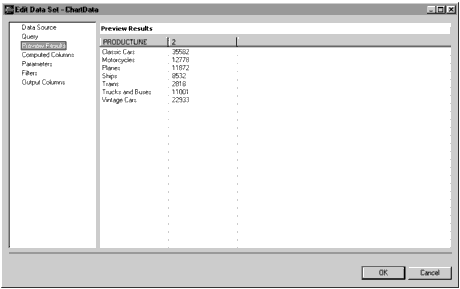 Edit Data Set - ChartData
Data Source
Query
Preview Results
Computed Columns
Parameters
Filters
Output Columns
Preview Results
PRODUCTLINE 2
Classic Cars 35582
Motorcycles 12778
Planes 11872
Ships 8532
Trains 2818
Trucks and Buses 11001
Vintage Cars 22933
OK Cancel